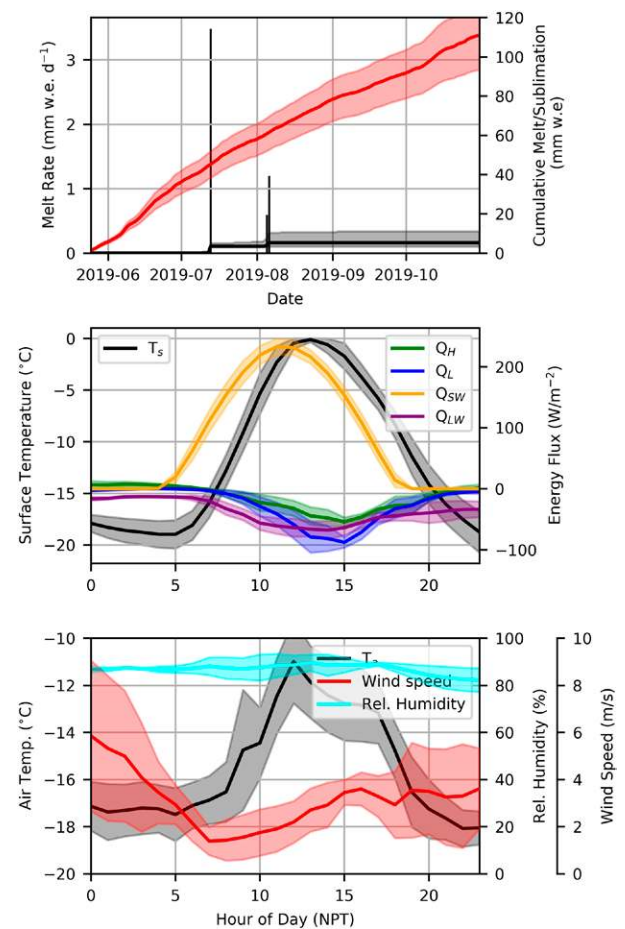 3
2
1
0
Melt Rate (mm w.e. d⁻¹)
120
100
80
60
40
20
0
Cumulative Melt/Sublimation
(mm w.e)
2019-06 2019-07 2019-08 2019-09 2019-10
Date
0
−5
−10
−15
−20
Surface Temperature (°C)
T_s
Q_H
Q_L
Q_SW
Q_LW
200
100
0
−100
Energy Flux (W/m⁻²)
0 5 10 15 20
−10
−12
−14
−16
−18
−20
Air Temp. (°C)
Wind speed
Rel. Humidity
100
80
60
40
20
0
Rel. Humidity (%)
10
8
6
4
2
0
Wind Speed (m/s)
0 5 10 15 20
Hour of Day (NPT)